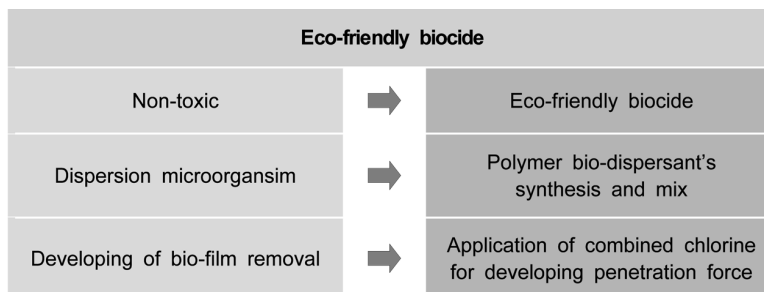 Eco-friendly biocide
Non-toxic
Eco-friendly biocide
Dispersion microorgansim
Polymer bio-dispersant's
synthesis and mix
Developing of bio-film removal
Application of combined chlorine
for developing penetration force